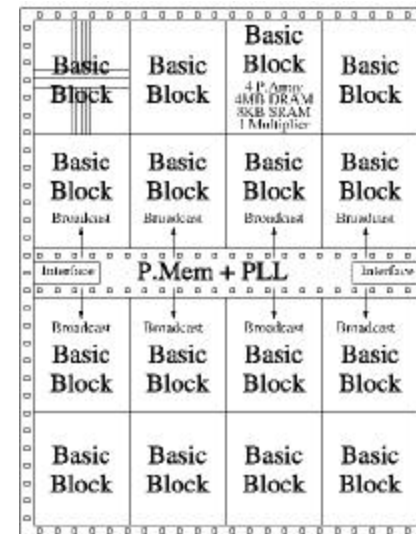 Basic
Block
Basic
Block
Basic
Block
4 P.Array
4MB DRAM
8KB SRAM
1 Multiplier
Basic
Block
Basic
Block
Broadcast
Basic
Block
Broadcast
Basic
Block
Broadcast
Basic
Block
Broadcast
Interface
P.Mem + PLL
Interface
Broadcast
Basic
Block
Broadcast
Basic
Block
Broadcast
Basic
Block
Broadcast
Basic
Block
Basic
Block
Basic
Block
Basic
Block
Basic
Block